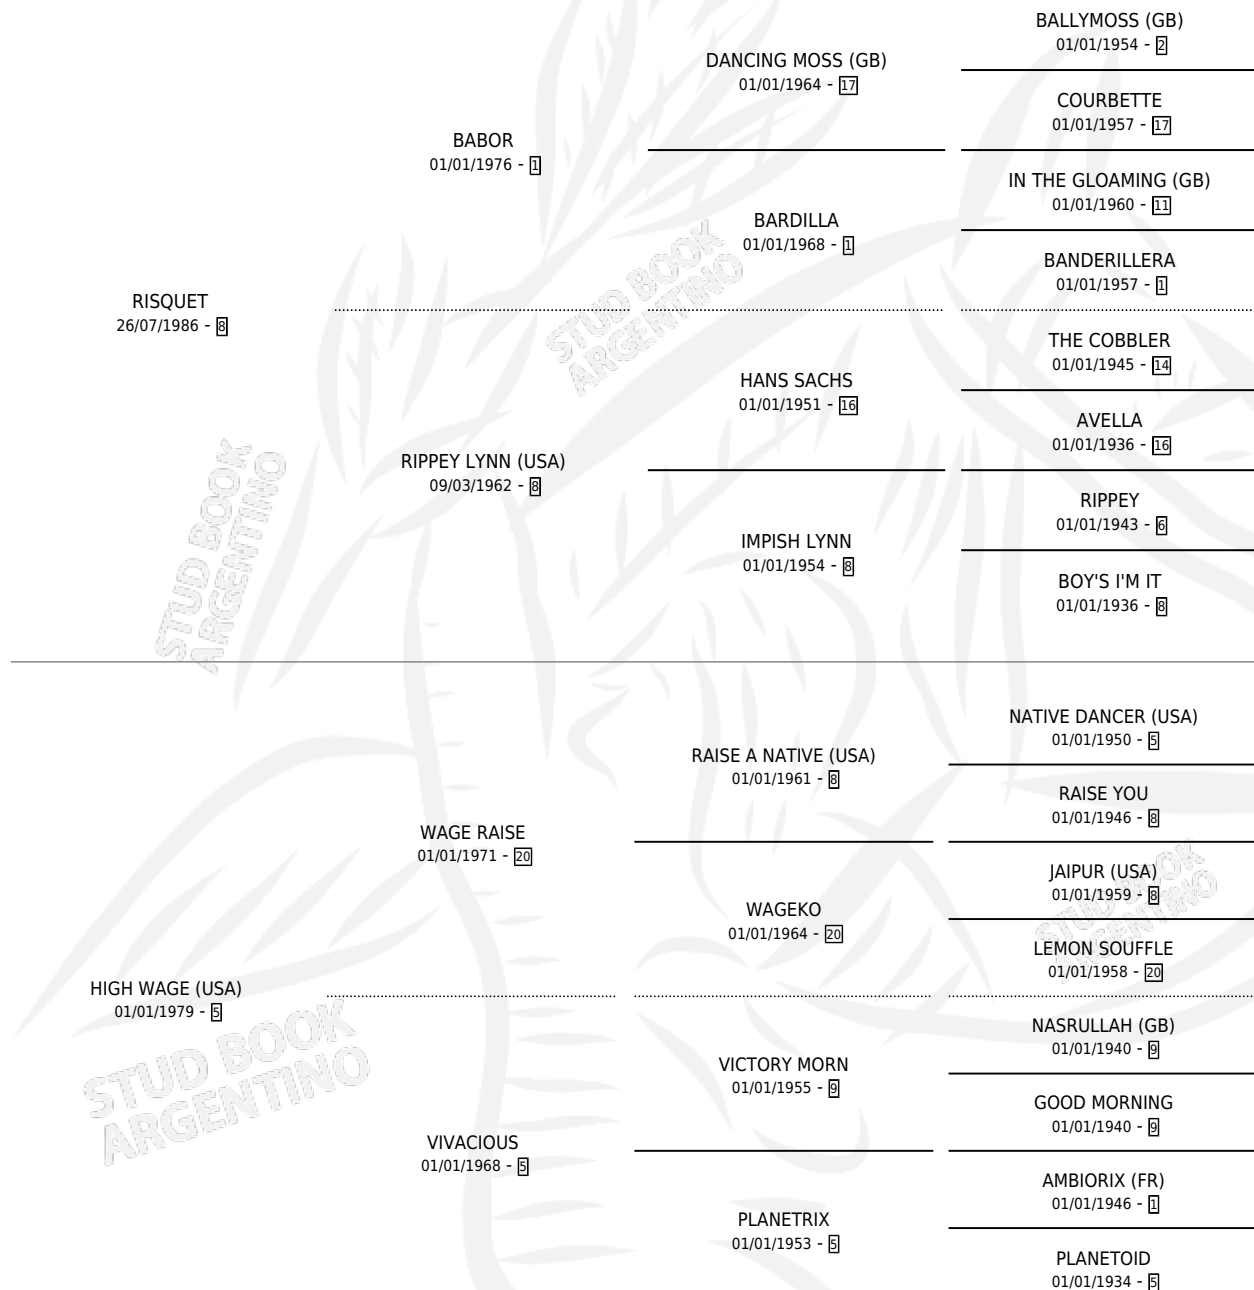 RISQUET
26/07/1986 - 8
BABOR
01/01/1976 - 1
DANCING MOSS (GB)
01/01/1964 - 17
BALLYMOSS (GB)
01/01/1954 - 2
COURBETTE
01/01/1957 - 17
BARDILLA
01/01/1968 - 1
IN THE GLOAMING (GB)
01/01/1960 - 11
BANDERILLERA
01/01/1957 - 1
RIPPEY LYNN (USA)
09/03/1962 - 8
HANS SACHS
01/01/1951 - 16
THE COBBLER
01/01/1945 - 14
AVELLA
01/01/1936 - 16
IMPISH LYNN
01/01/1954 - 8
RIPPEY
01/01/1943 - 6
BOY'S I'M IT
01/01/1936 - 8
HIGH WAGE (USA)
01/01/1979 - 5
WAGE RAISE
01/01/1971 - 20
RAISE A NATIVE (USA)
01/01/1961 - 8
NATIVE DANCER (USA)
01/01/1950 - 5
RAISE YOU
01/01/1946 - 8
WAGEKO
01/01/1964 - 20
JAIPUR (USA)
01/01/1959 - 8
LEMON SOUFFLE
01/01/1958 - 20
VIVACIOUS
01/01/1968 - 5
VICTORY MORN
01/01/1955 - 9
NASRULLAH (GB)
01/01/1940 - 9
GOOD MORNING
01/01/1940 - 9
PLANETRIX
01/01/1953 - 5
AMBIORIX (FR)
01/01/1946 - 1
PLANETOID
01/01/1934 - 5
STUD BOOK
ARGENTINO
STUD BOOK
ARGENTINO
STUD BOOK
ARGENTINO
STUD BOOK
ARGENTINO